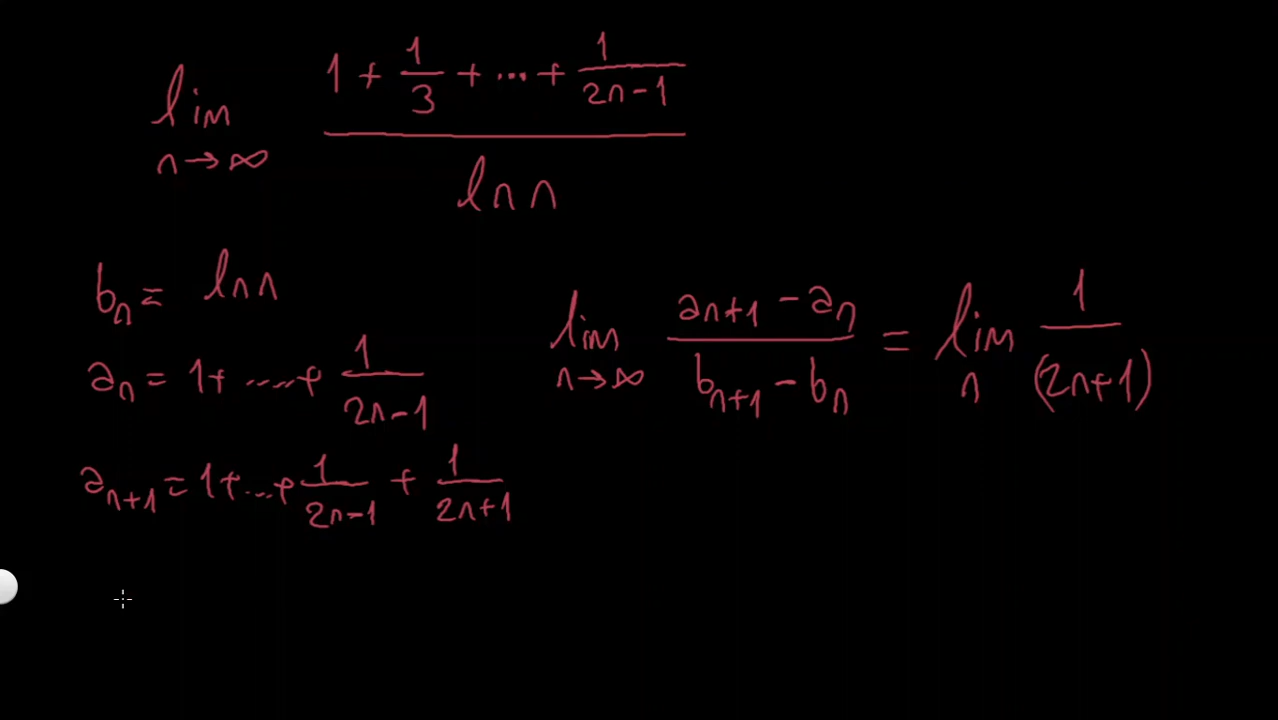 lim n→∞ (1 + 1/3 + ... + 1/(2n-1)) / ln n
b_n = ln n
a_n = 1+ .....+ 1/(2n-1)
a_{n+1} = 1+...+ 1/(2n-1) + 1/(2n+1)
lim n→∞ (a_{n+1} - a_n) / (b_{n+1} - b_n) = lim n 1/(2n+1)